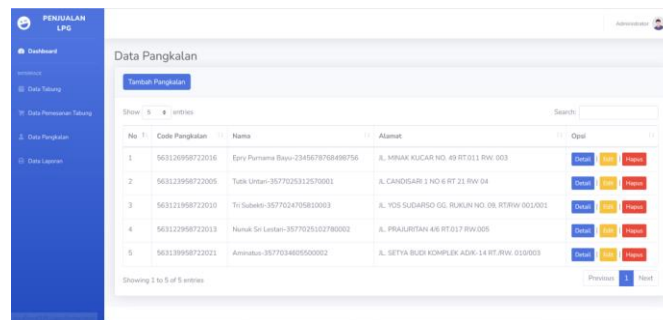 PENJUALAN
LPG
Administrator
Dashboard
INTERFACE
Data Tabung
Data Pemesanan Tabung
Data Pangkalan
Data Laporan
Data Pangkalan
Tambah Pangkalan
Show 5 entries
Search:
No Code Pangkalan Nama Alamat Opsi
1 563126958722016 Epry Purnama Bayu-2345678768498756 JL. MINAK KUCAR NO. 49 RT.011 RW. 003 Detail | Edit | Hapus
2 563123958722005 Tutik Untari-3577025312570001 JL CANDISARI 1 NO 6 RT 21 RW 04 Detail | Edit | Hapus
3 563121958722010 Tri Subekti-3577024705810003 JL. YOS SUDARSO GG. RUKUN NO. 09, RT/RW 001/001 Detail | Edit | Hapus
4 563122958722013 Nunuk Sri Lestari-3577025102780002 JL. PRAJURITAN 4/6 RT.017 RW.005 Detail | Edit | Hapus
5 563139958722021 Aminatus-3577034605500002 JL. SETYA BUDI KOMPLEK ADIK-14 RT./RW. 010/003 Detail | Edit | Hapus
Showing 1 to 5 of 5 entries
Previous 1 Next